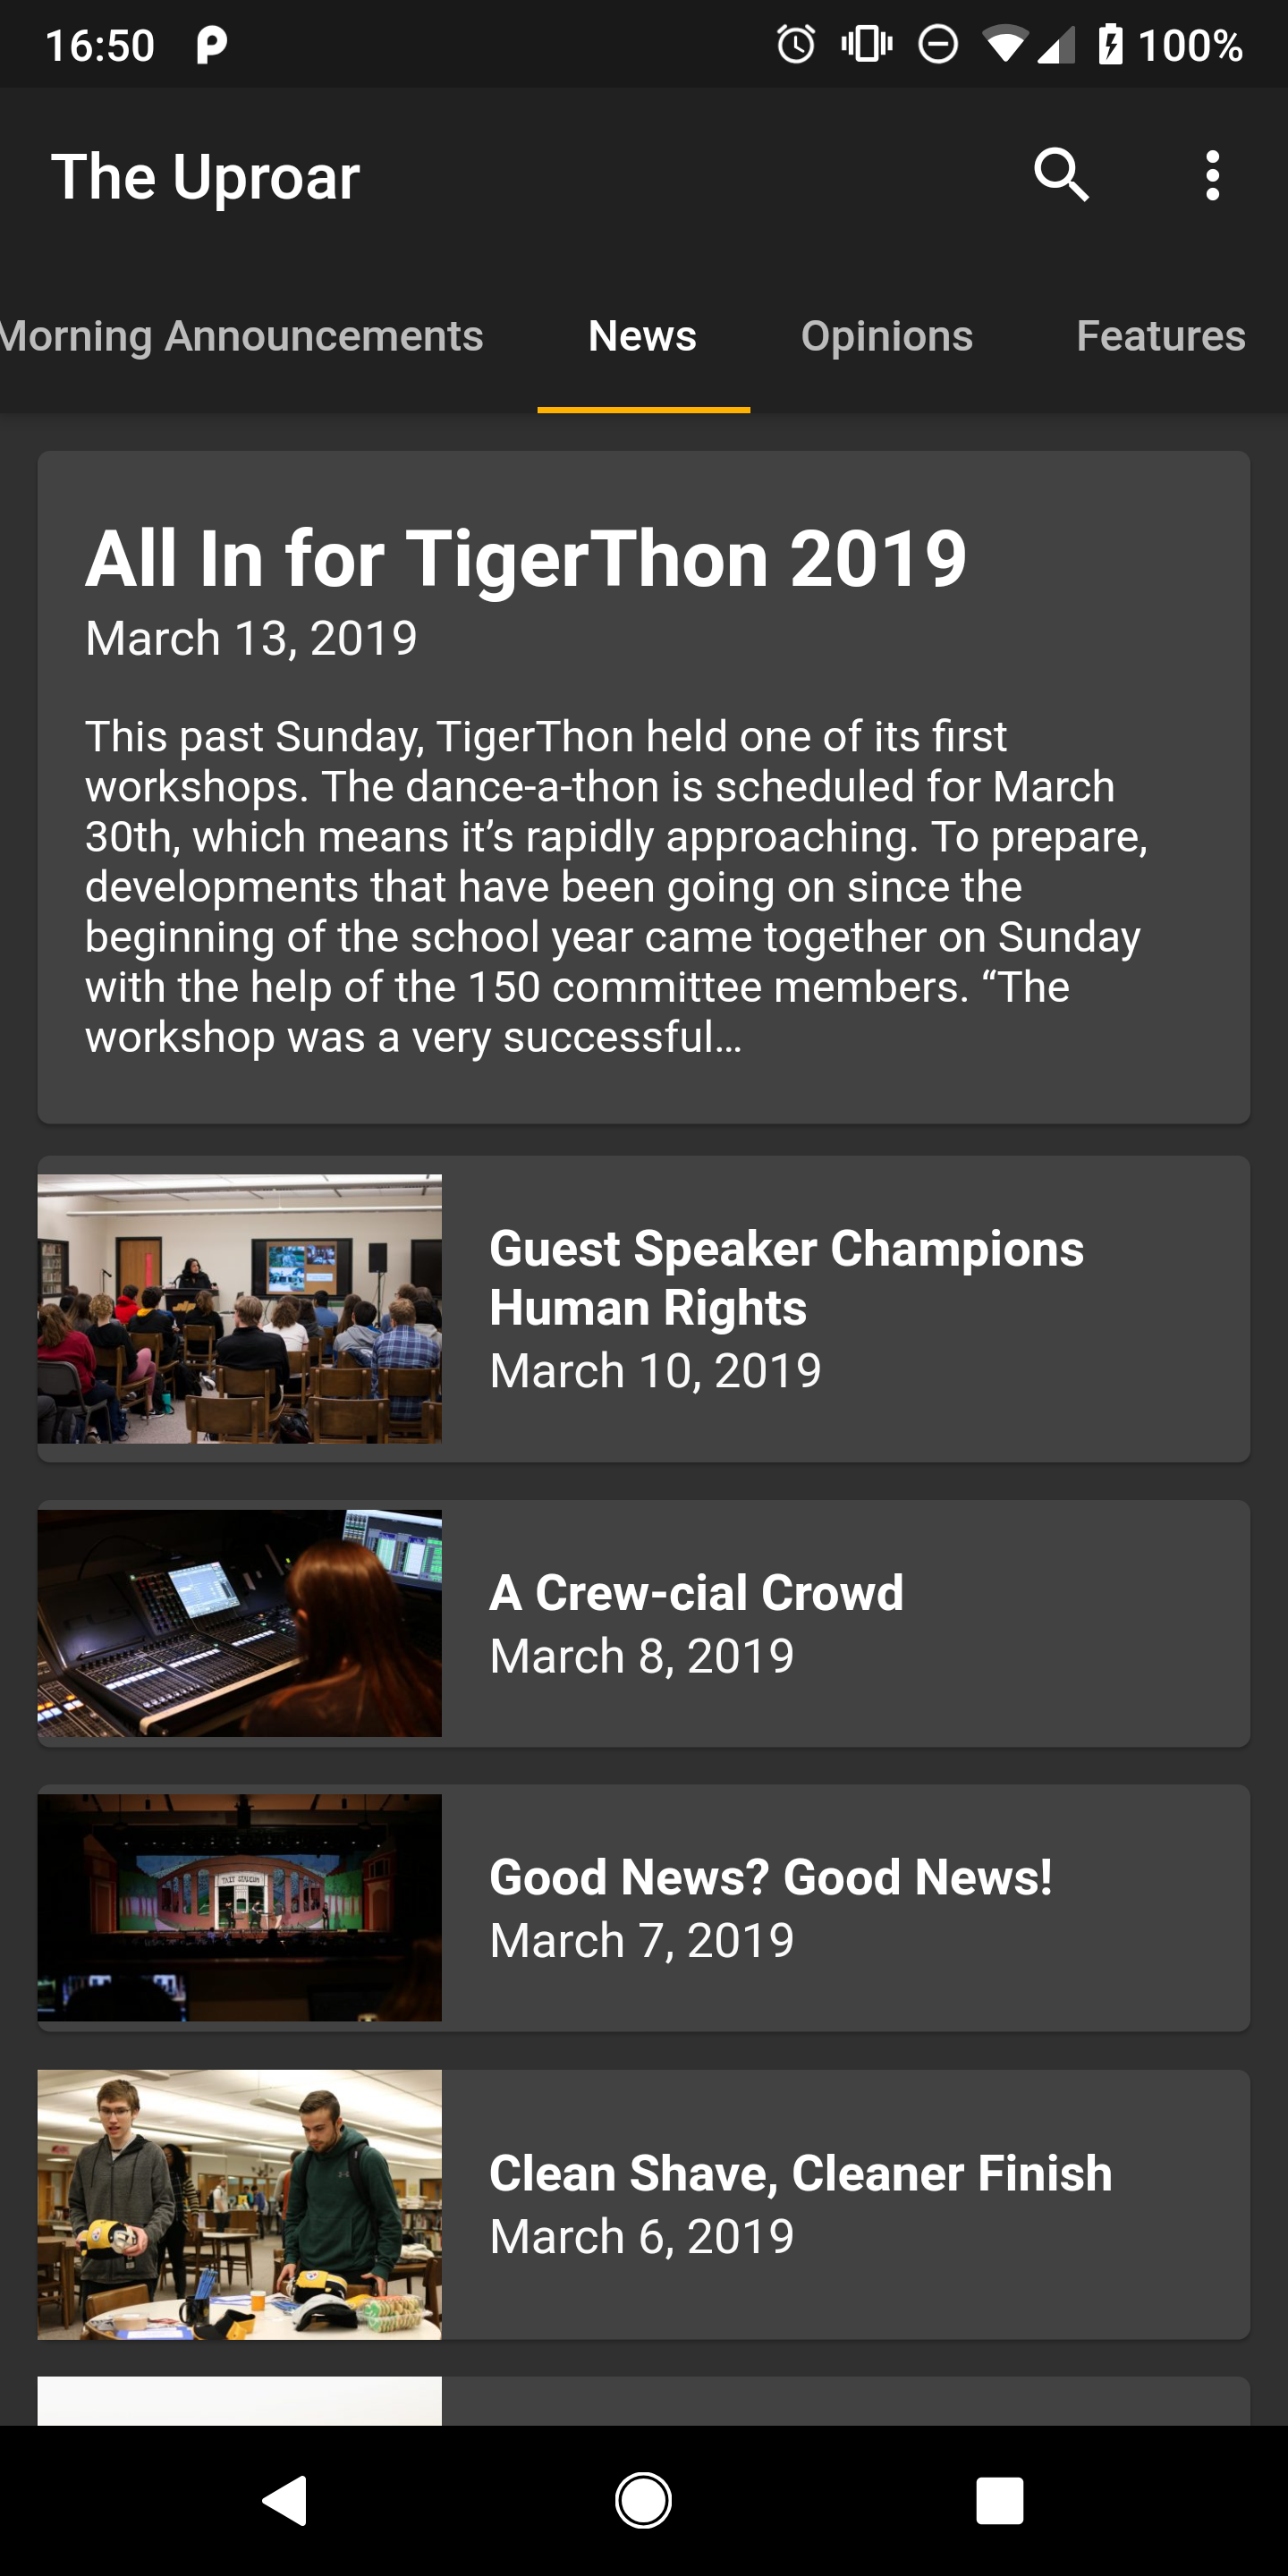 16:50
100%
The Uproar
Morning Announcements
News
Opinions
Features
All In for TigerThon 2019
March 13, 2019
This past Sunday, TigerThon held one of its first
workshops. The dance-a-thon is scheduled for March
30th, which means it’s rapidly approaching. To prepare,
developments that have been going on since the
beginning of the school year came together on Sunday
with the help of the 150 committee members. “The
workshop was a very successful…
Guest Speaker Champions
Human Rights
March 10, 2019
A Crew-cial Crowd
March 8, 2019
TAIT STADIUM
Good News? Good News!
March 7, 2019
Clean Shave, Cleaner Finish
March 6, 2019